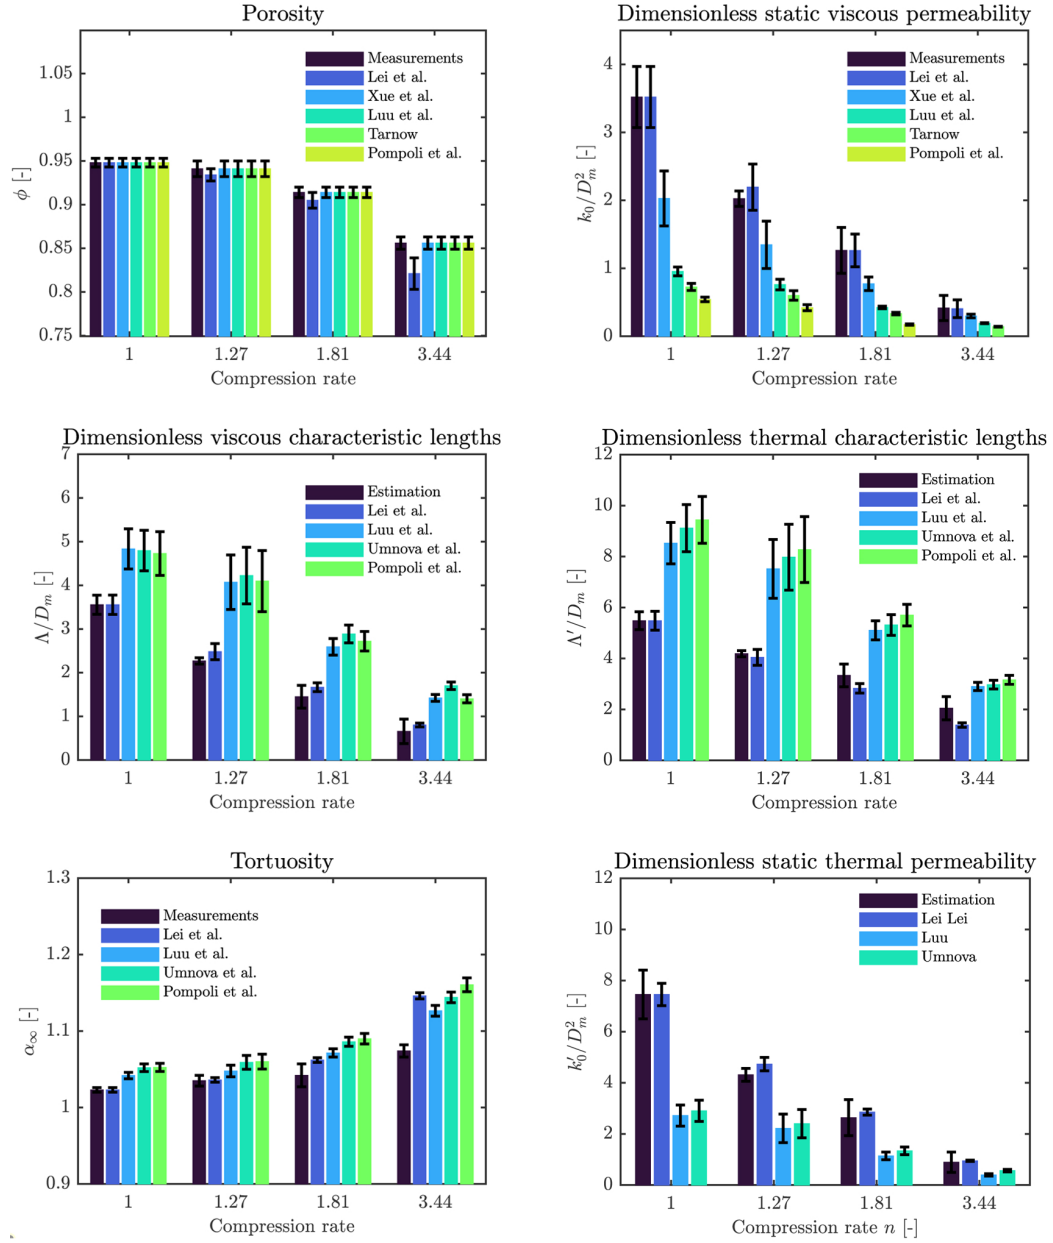 Porosity
1.05
1
0.95
0.9
0.85
0.8
0.75
ϕ [-]
Measurements
Lei et al.
Xue et al.
Luu et al.
Tarnow
Pompoli et al.
1 1.27 1.81 3.44
Compression rate
Dimensionless static viscous permeability
4
3
2
1
0
k₀/D²ₘ [-]
Measurements
Lei et al.
Xue et al.
Luu et al.
Tarnow
Pompoli et al.
1 1.27 1.81 3.44
Compression rate
Dimensionless viscous characteristic lengths
7
6
5
4
3
2
1
0
Λ/Dₘ [-]
Estimation
Lei et al.
Luu et al.
Umnova et al.
Pompoli et al.
1 1.27 1.81 3.44
Compression rate
Dimensionless thermal characteristic lengths
12
10
8
6
4
2
0
Λ′/Dₘ [-]
Estimation
Lei et al.
Luu et al.
Umnova et al.
Pompoli et al.
1 1.27 1.81 3.44
Compression rate
Tortuosity
1.3
1.2
1.1
1
0.9
α∞ [-]
Measurements
Lei et al.
Luu et al.
Umnova et al.
Pompoli et al.
1 1.27 1.81 3.44
Compression rate
Dimensionless static thermal permeability
12
10
8
6
4
2
0
k′₀/D²ₘ [-]
Estimation
Lei Lei
Luu
Umnova
1 1.27 1.81 3.44
Compression rate n [-]